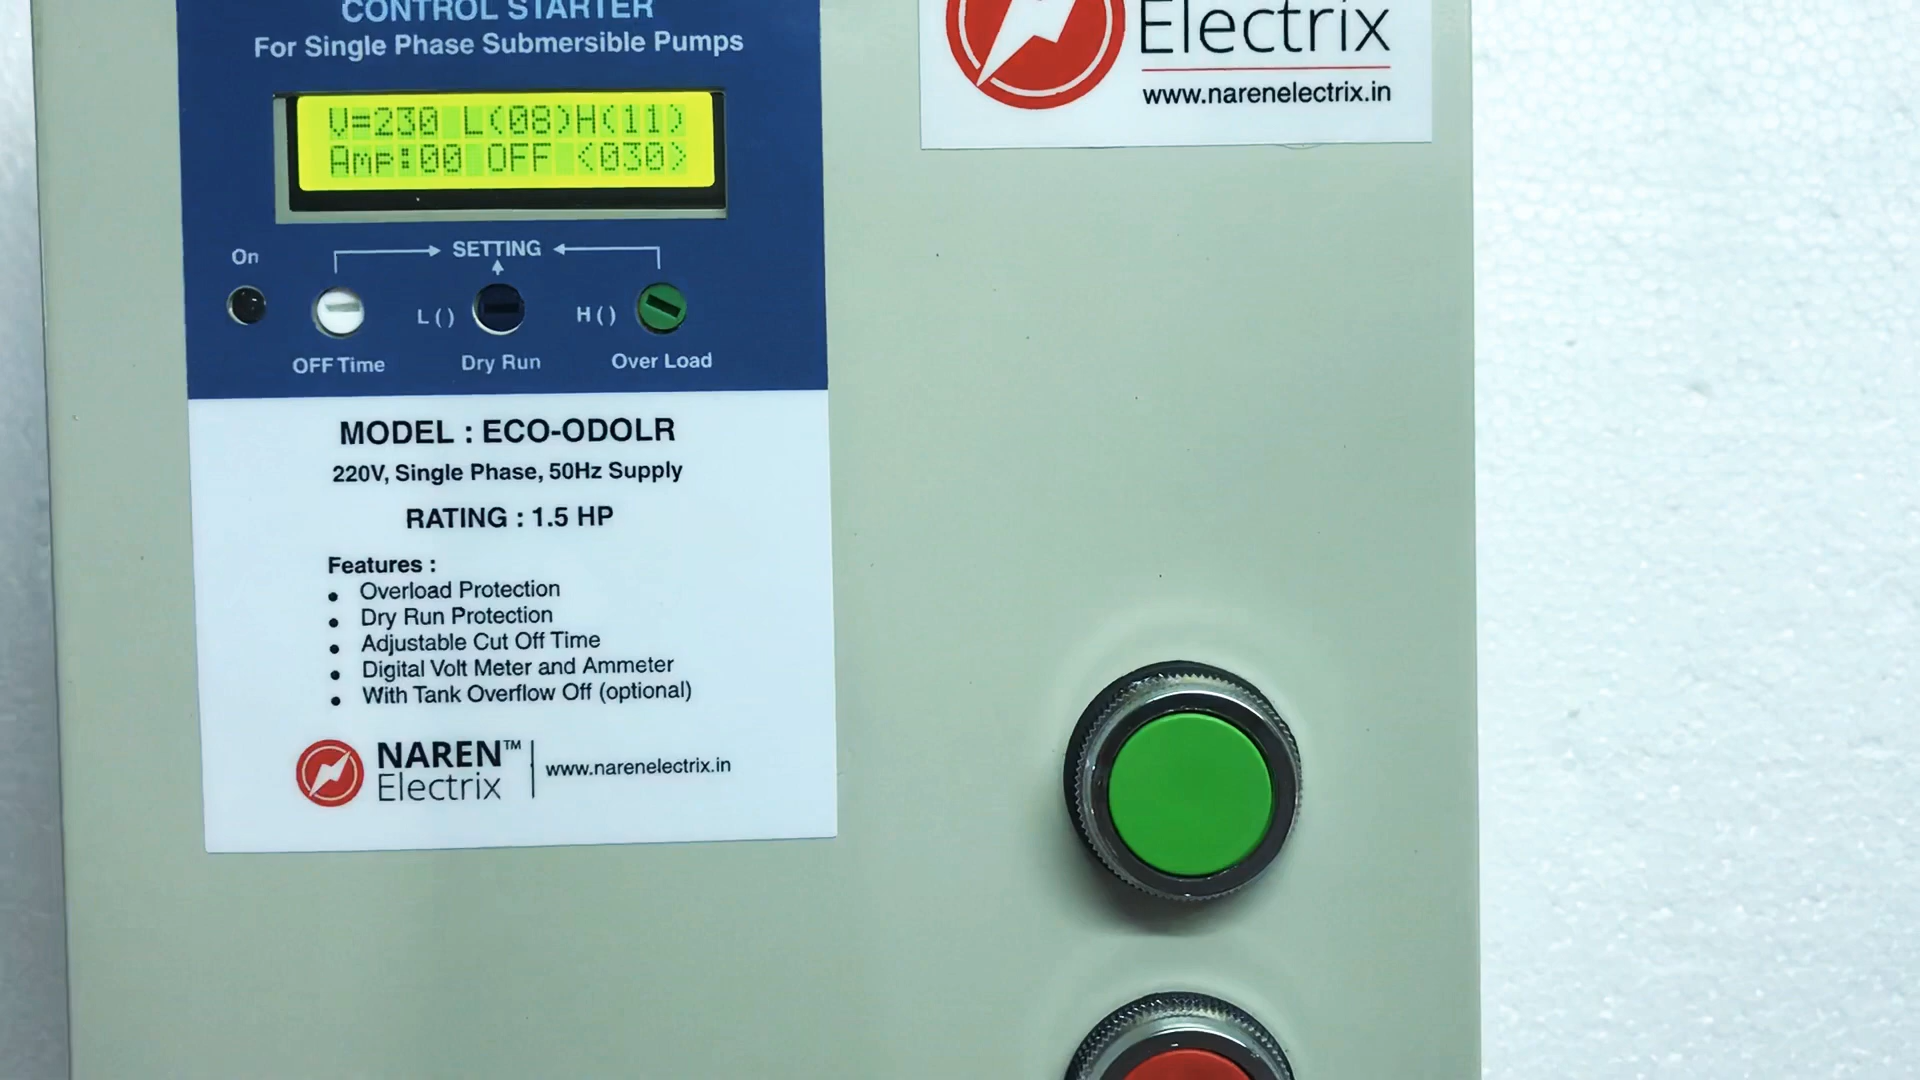 CONTROL STARTER
For Single Phase Submersible Pumps
V=230 L(08)H(11)
Amp:00 OFF <030>
On
SETTING
L ( )
H ( )
OFF Time
Dry Run
Over Load
MODEL : ECO-ODOLR
220V, Single Phase, 50Hz Supply
RATING : 1.5 HP
Features :
• Overload Protection
• Dry Run Protection
• Adjustable Cut Off Time
• Digital Volt Meter and Ammeter
• With Tank Overflow Off (optional)
NAREN™
Electrix
www.narenelectrix.in
Electrix
www.narenelectrix.in